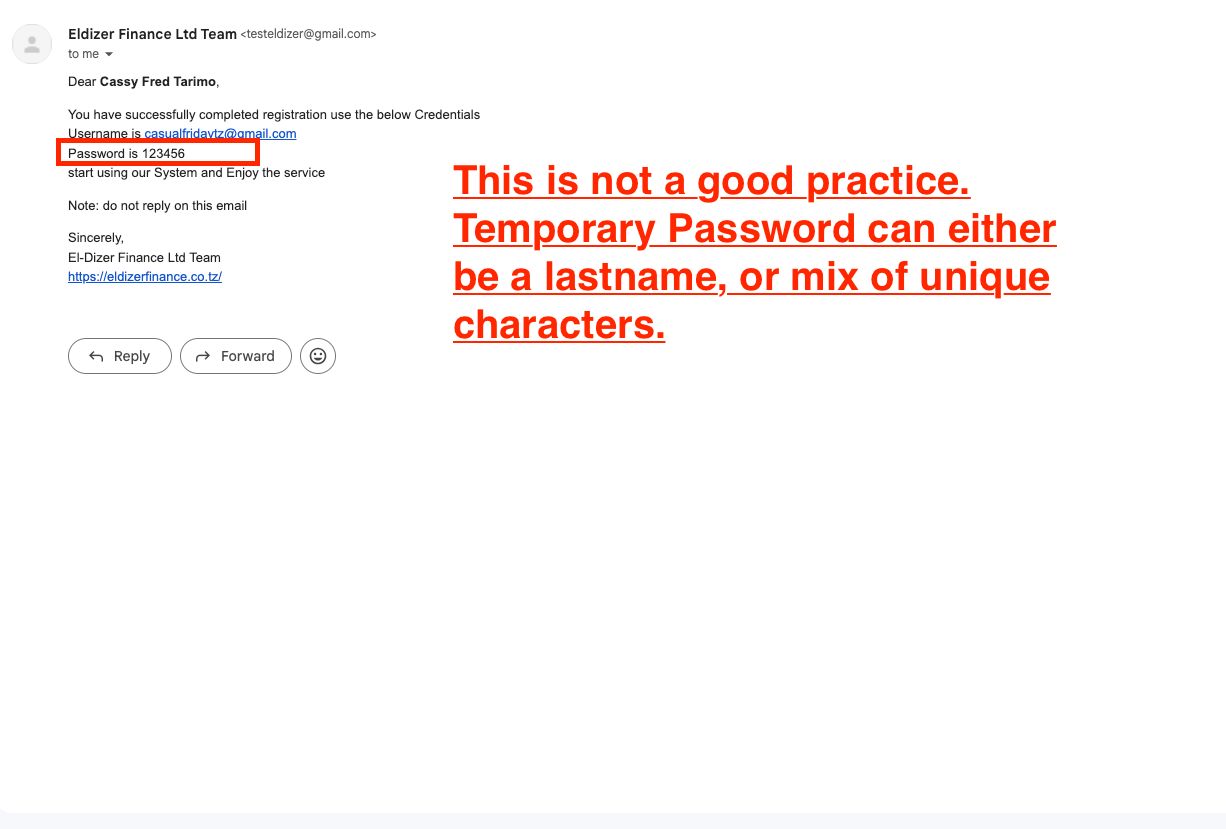 Eldizer Finance Ltd Team <testeldizer@gmail.com>
to me
Dear Cassy Fred Tarimo,
You have successfully completed registration use the below Credentials
Username is casualfridaytz@gmail.com
Password is 123456
start using our System and Enjoy the service
Note: do not reply on this email
Sincerely,
El-Dizer Finance Ltd Team
https://eldizerfinance.co.tz/
This is not a good practice.
Temporary Password can either
be a lastname, or mix of unique
characters.
Reply
Forward